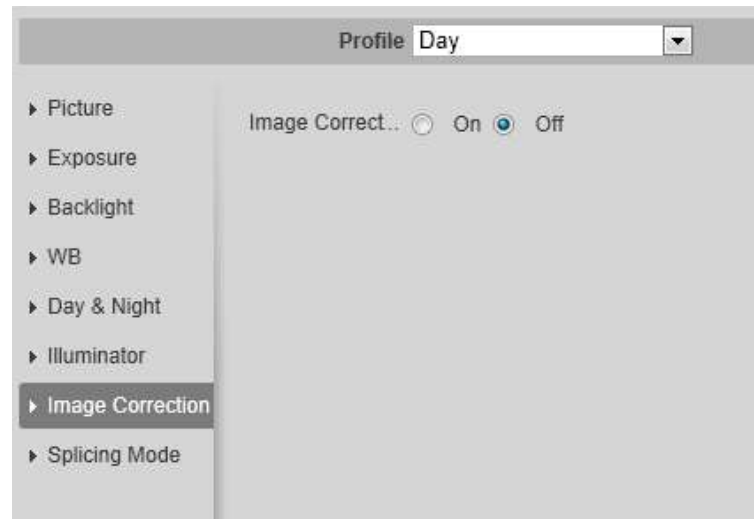 Profile Day
Picture
Image Correct... On Off
Exposure
Backlight
WB
Day & Night
Illuminator
Image Correction
Splicing Mode